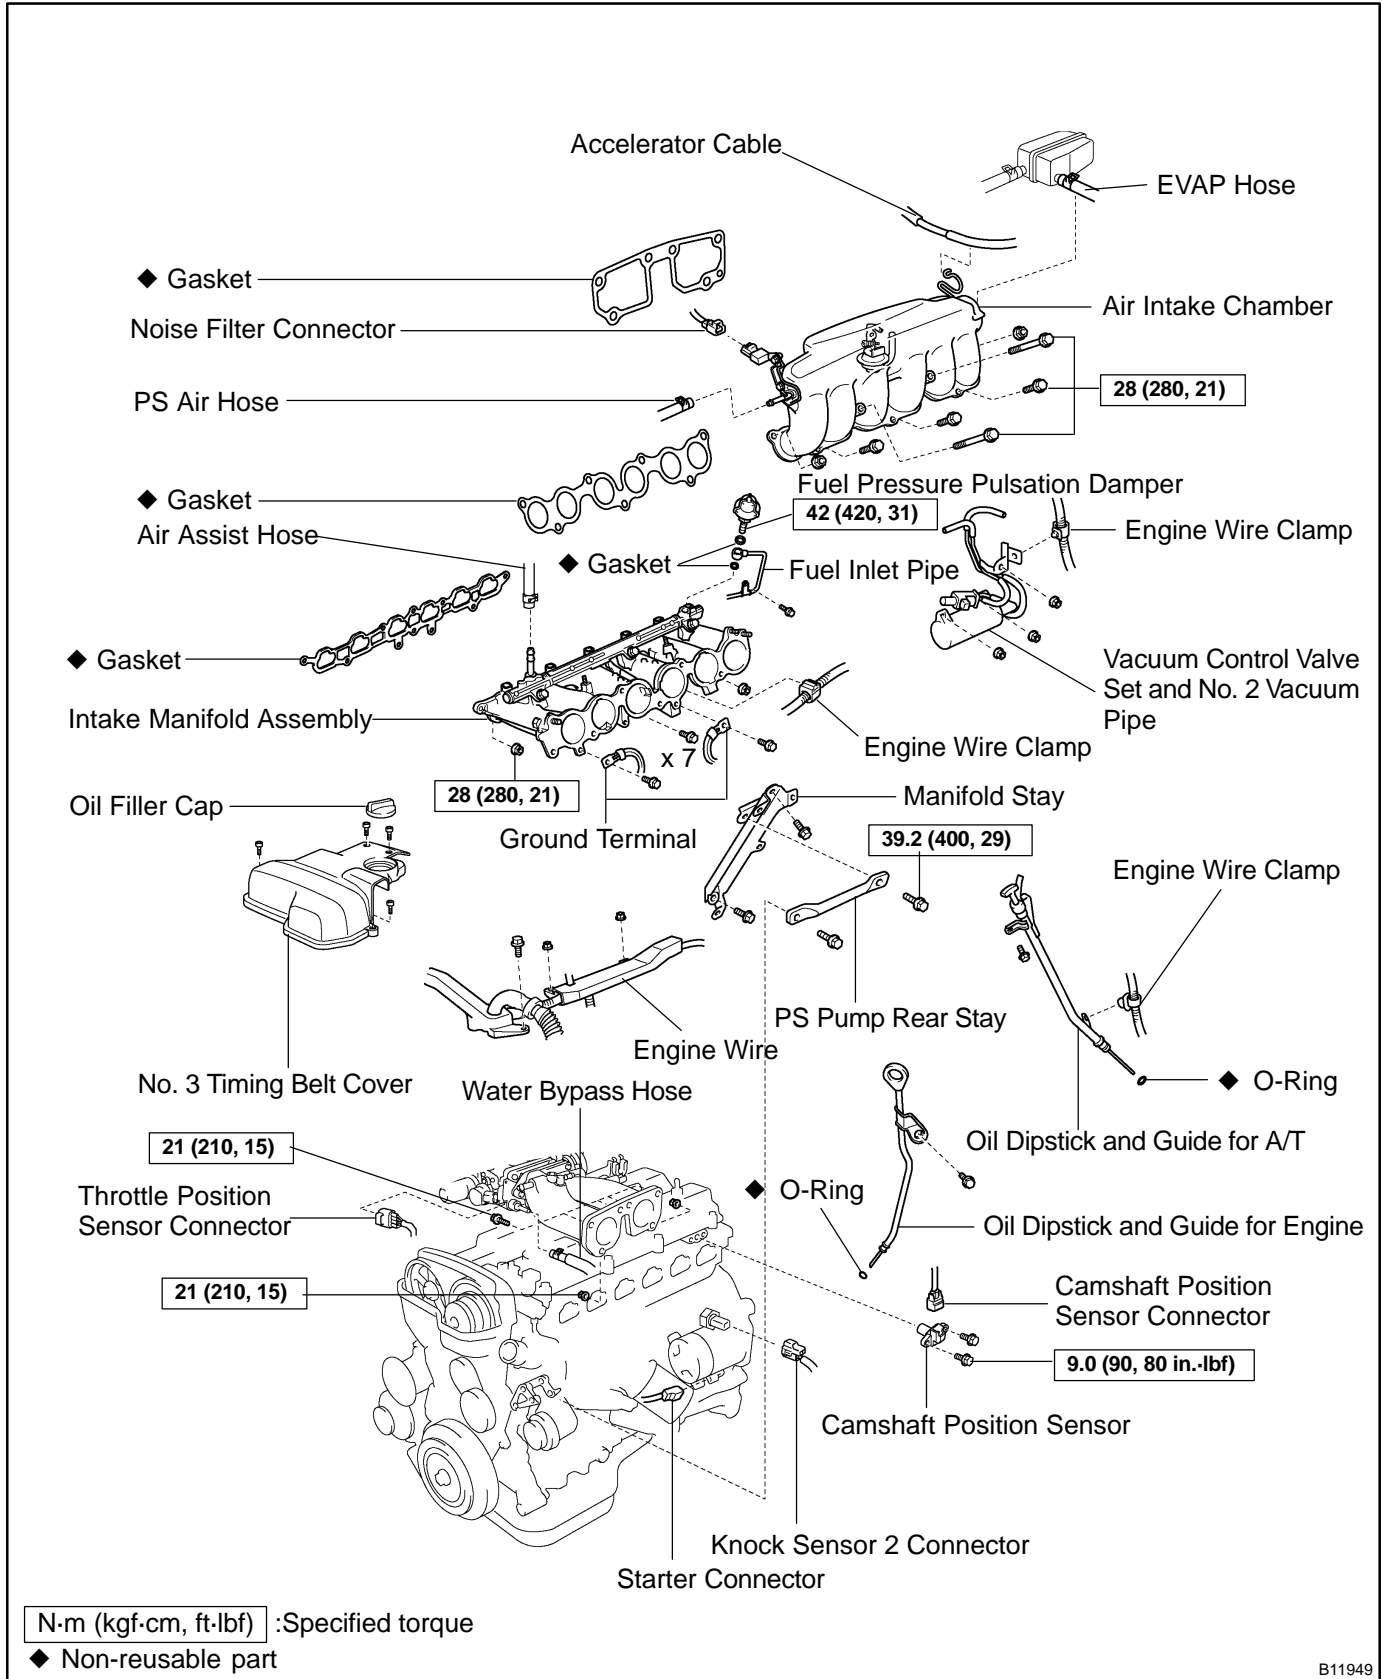 Accelerator Cable
EVAP Hose
◆ Gasket
Air Intake Chamber
Noise Filter Connector
28 (280, 21)
PS Air Hose
Fuel Pressure Pulsation Damper
◆ Gasket
42 (420, 31)
Air Assist Hose
Engine Wire Clamp
◆ Gasket
Fuel Inlet Pipe
◆ Gasket
Vacuum Control Valve
Set and No. 2 Vacuum
Pipe
Intake Manifold Assembly
Engine Wire Clamp
x 7
28 (280, 21)
Manifold Stay
Oil Filler Cap
Ground Terminal
39.2 (400, 29)
Engine Wire Clamp
PS Pump Rear Stay
Engine Wire
No. 3 Timing Belt Cover
Water Bypass Hose
◆ O-Ring
21 (210, 15)
Oil Dipstick and Guide for A/T
Throttle Position
Sensor Connector
◆ O-Ring
Oil Dipstick and Guide for Engine
21 (210, 15)
Camshaft Position
Sensor Connector
9.0 (90, 80 in.·lbf)
Camshaft Position Sensor
Knock Sensor 2 Connector
Starter Connector
N·m (kgf·cm, ft·lbf) :Specified torque
◆ Non-reusable part
B11949